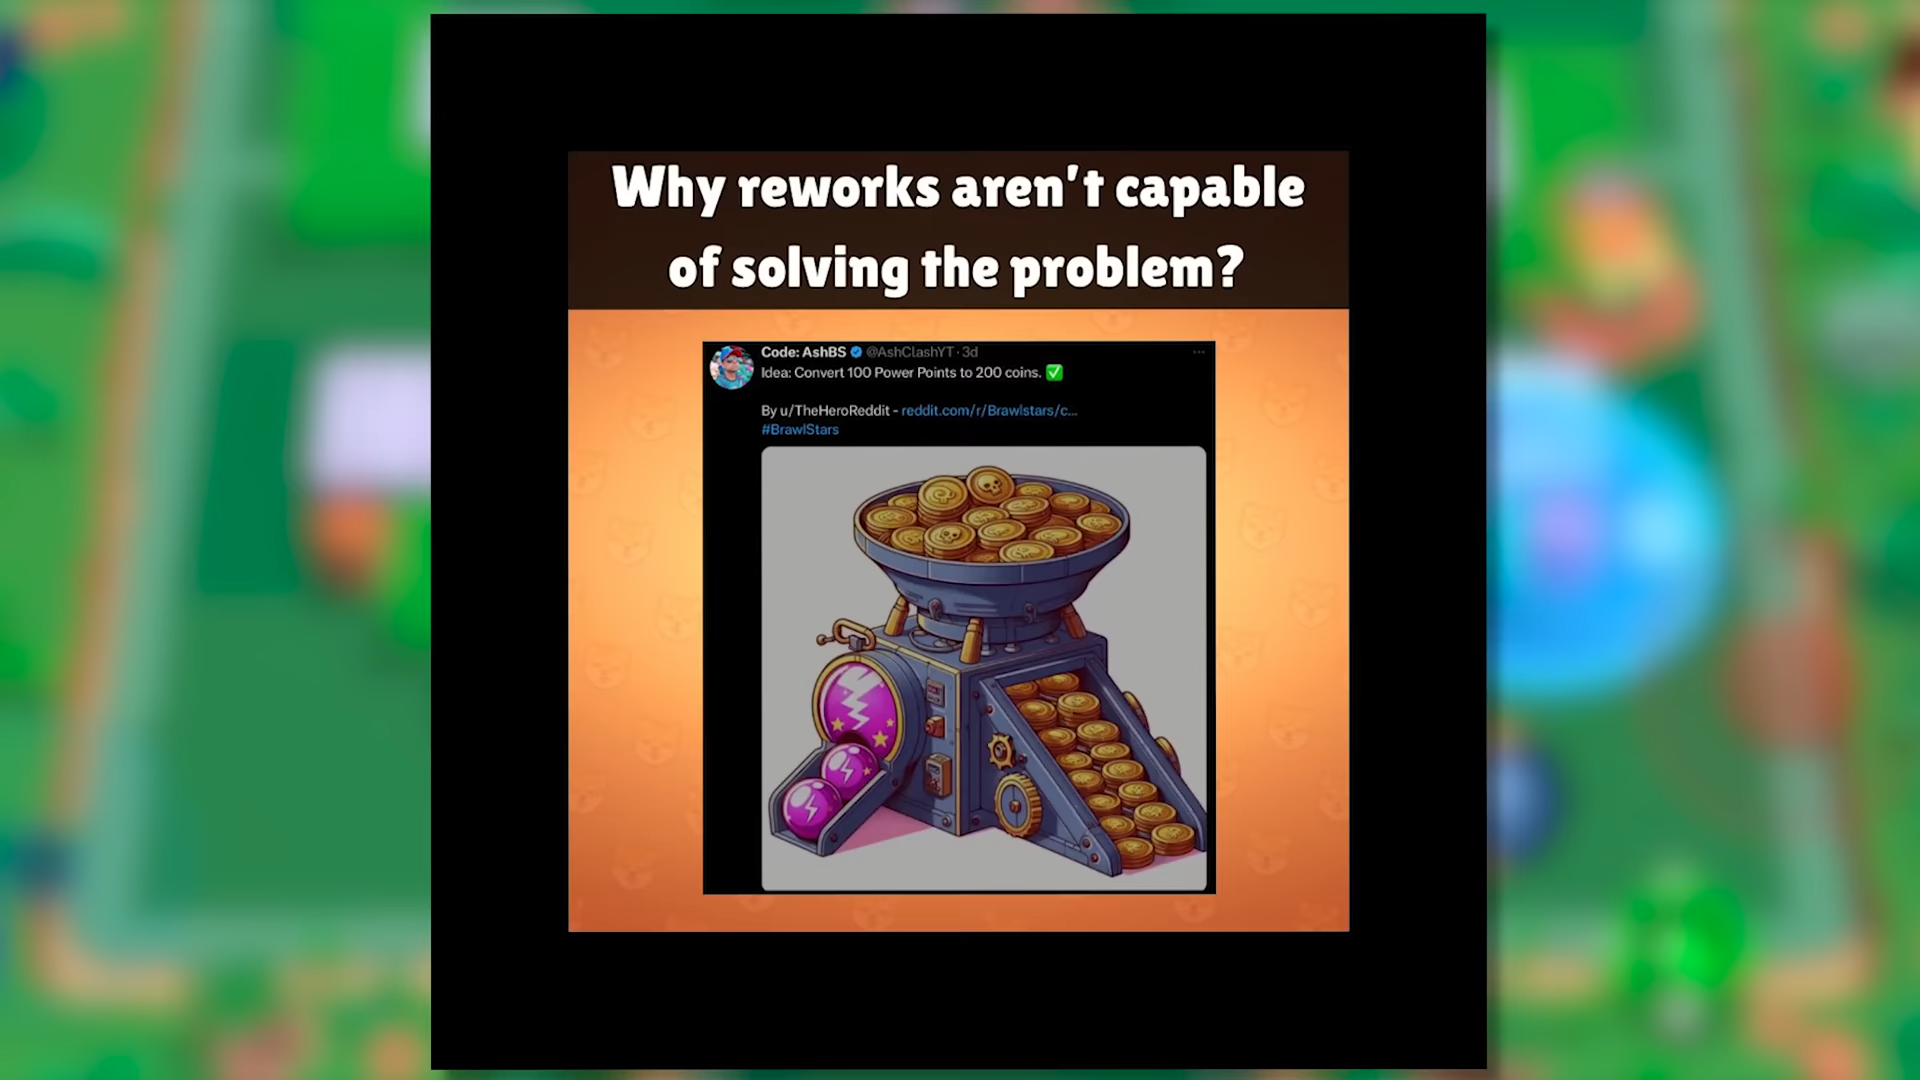 Why reworks aren't capable
of solving the problem?
Code: AshBS @AshClashYT · 3d
Idea: Convert 100 Power Points to 200 coins. ✅
By u/TheHeroReddit - reddit.com/r/Brawlstars/c...
#BrawlStars